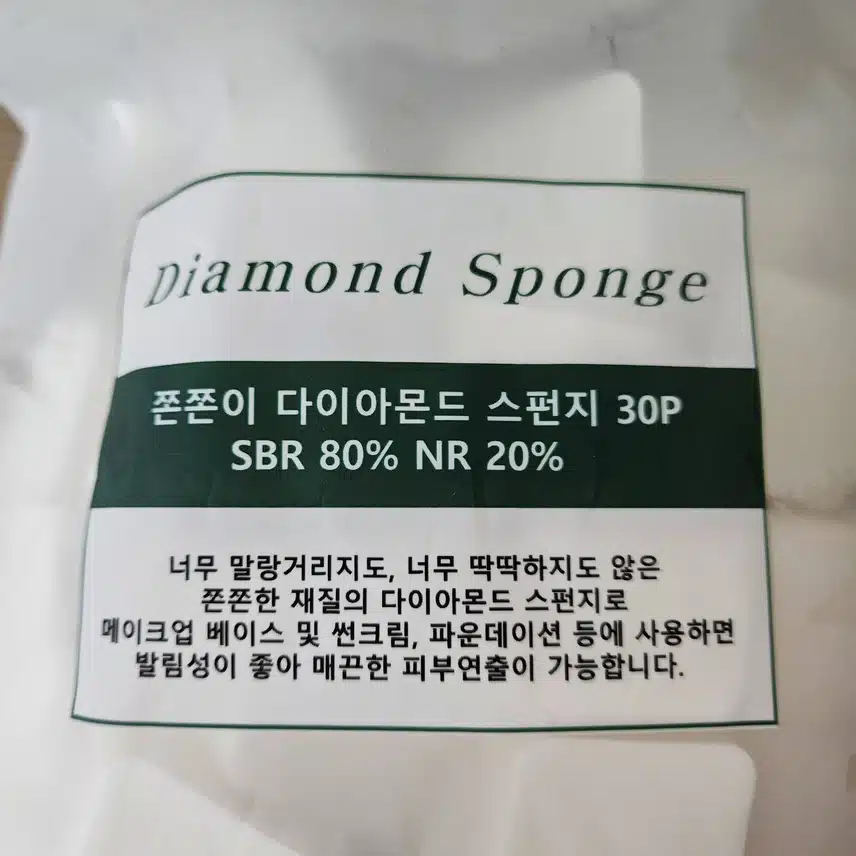 Diamond Sponge
쫀쫀이 다이아몬드 스펀지 30P
SBR 80% NR 20%
너무 말랑거리지도, 너무 딱딱하지도 않은
쫀쫀한 재질의 다이아몬드 스펀지로
메이크업 베이스 및 썬크림, 파운데이션 등에 사용하면
발림성이 좋아 매끈한 피부연출이 가능합니다.